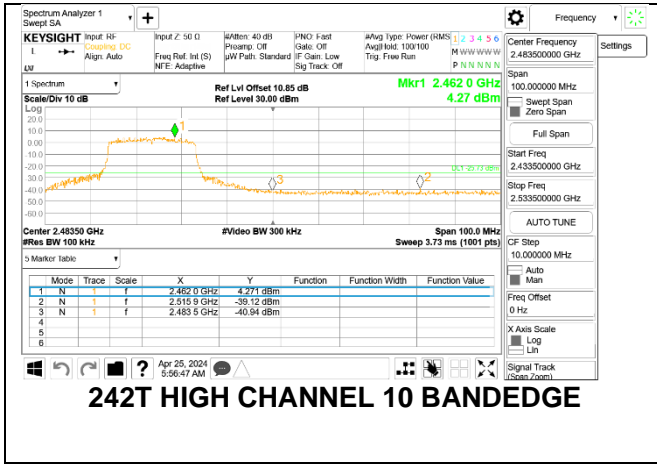 Spectrum Analyzer 1
Swept SA
+
Frequency
KEYSIGHT Input: RF
Coupling: DC
Align: Auto
Input Z: 50 Ω
Freq Ref: Int (S)
NFE: Adaptive
#Atten: 40 dB
Preamp: Off
µW Path: Standard
PNO: Fast
Gate: Off
IF Gain: Low
Sig Track: Off
#Avg Type: Power (RMS
Avg|Hold: 100/100
Trig: Free Run
1 2 3 4 5 6
M W W W W W
P N N N N N
L
LXI
1 Spectrum
Scale/Div 10 dB
Ref Lvl Offset 10.85 dB
Ref Level 30.00 dBm
Mkr1 2.462 0 GHz
4.27 dBm
Log
20.0
10.0
0.00
-10.0
-20.0
-30.0
-40.0
-50.0
-60.0
1
2
3
Center 2.48350 GHz
#Res BW 100 kHz
#Video BW 300 kHz
Span 100.0 MHz
Sweep 3.73 ms (1001 pts)
5 Marker Table
Mode Trace Scale X Y Function Function Width Function Value
1 N 1 f 2.462 0 GHz 4.271 dBm
2 N 1 f 2.515 9 GHz -39.12 dBm
3 N 1 f 2.483 5 GHz -40.94 dBm
4
5
6
Apr 25, 2024
5:56:47 AM
?
Center Frequency
2.483500000 GHz
Settings
Span
100.000000 MHz
Swept Span
Zero Span
Full Span
Start Freq
2.433500000 GHz
Stop Freq
2.533500000 GHz
AUTO TUNE
CF Step
10.000000 MHz
Auto
Man
Freq Offset
0 Hz
X Axis Scale
Log
Lin
Signal Track
(Span Zoom)
242T HIGH CHANNEL 10 BANDEDGE